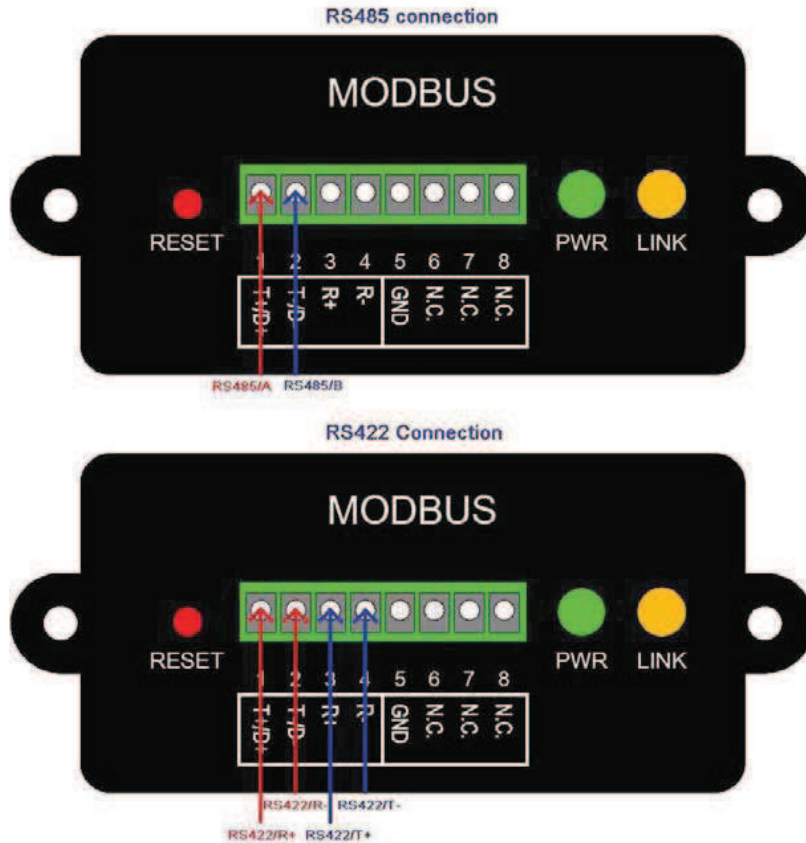 RS485 connection
MODBUS
RESET
PWR
LINK
1 2 3 4 5 6 7 8
T+/D+
T-/D-
R+
R-
GND
N.C.
N.C.
N.C.
RS485/A
RS485/B
RS422 Connection
MODBUS
RESET
PWR
LINK
1 2 3 4 5 6 7 8
T+/D+
T-/D-
R+
R-
GND
N.C.
N.C.
N.C.
RS422/R-
RS422/T-
RS422/R+
RS422/T+